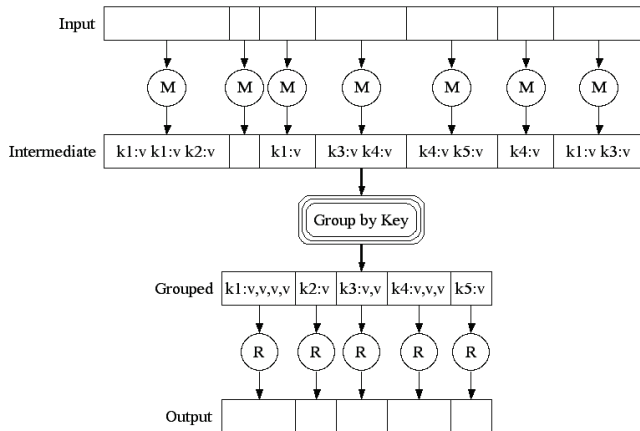 Input
M M M M M M M
Intermediate k1:v k1:v k2:v k1:v k3:v k4:v k4:v k5:v k4:v k1:v k3:v
Group by Key
Grouped k1:v,v,v,v k2:v k3:v,v k4:v,v,v k5:v
R R R R R
Output